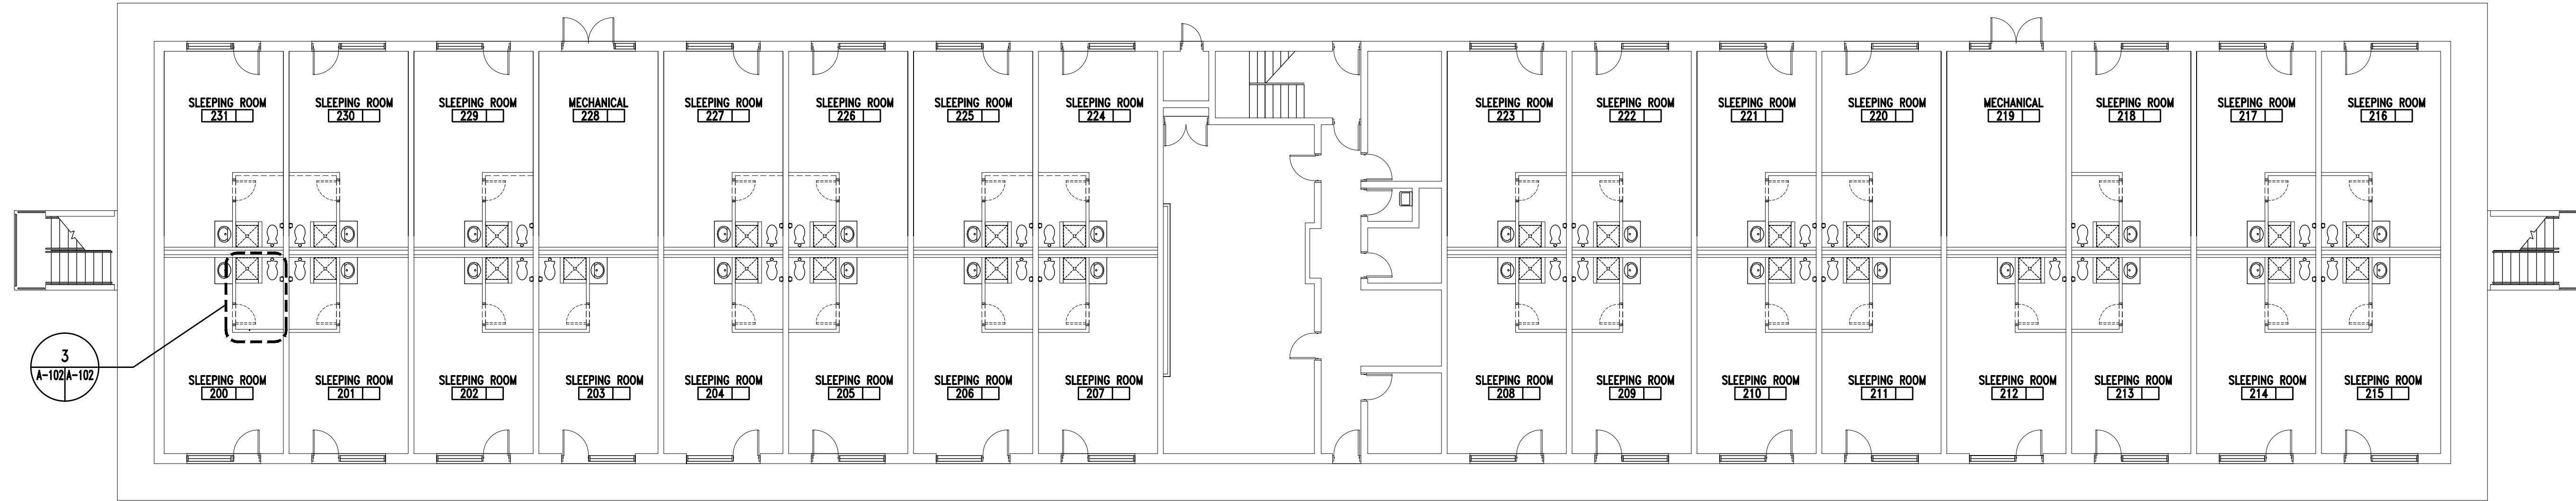 SLEEPING ROOM
231
SLEEPING ROOM
230
SLEEPING ROOM
229
MECHANICAL
228
SLEEPING ROOM
227
SLEEPING ROOM
226
SLEEPING ROOM
225
SLEEPING ROOM
224
SLEEPING ROOM
223
SLEEPING ROOM
222
SLEEPING ROOM
221
SLEEPING ROOM
220
MECHANICAL
219
SLEEPING ROOM
218
SLEEPING ROOM
217
SLEEPING ROOM
216
3
A-102 A-102
SLEEPING ROOM
200
SLEEPING ROOM
201
SLEEPING ROOM
202
SLEEPING ROOM
203
SLEEPING ROOM
204
SLEEPING ROOM
205
SLEEPING ROOM
206
SLEEPING ROOM
207
SLEEPING ROOM
208
SLEEPING ROOM
209
SLEEPING ROOM
210
SLEEPING ROOM
211
SLEEPING ROOM
212
SLEEPING ROOM
213
SLEEPING ROOM
214
SLEEPING ROOM
215